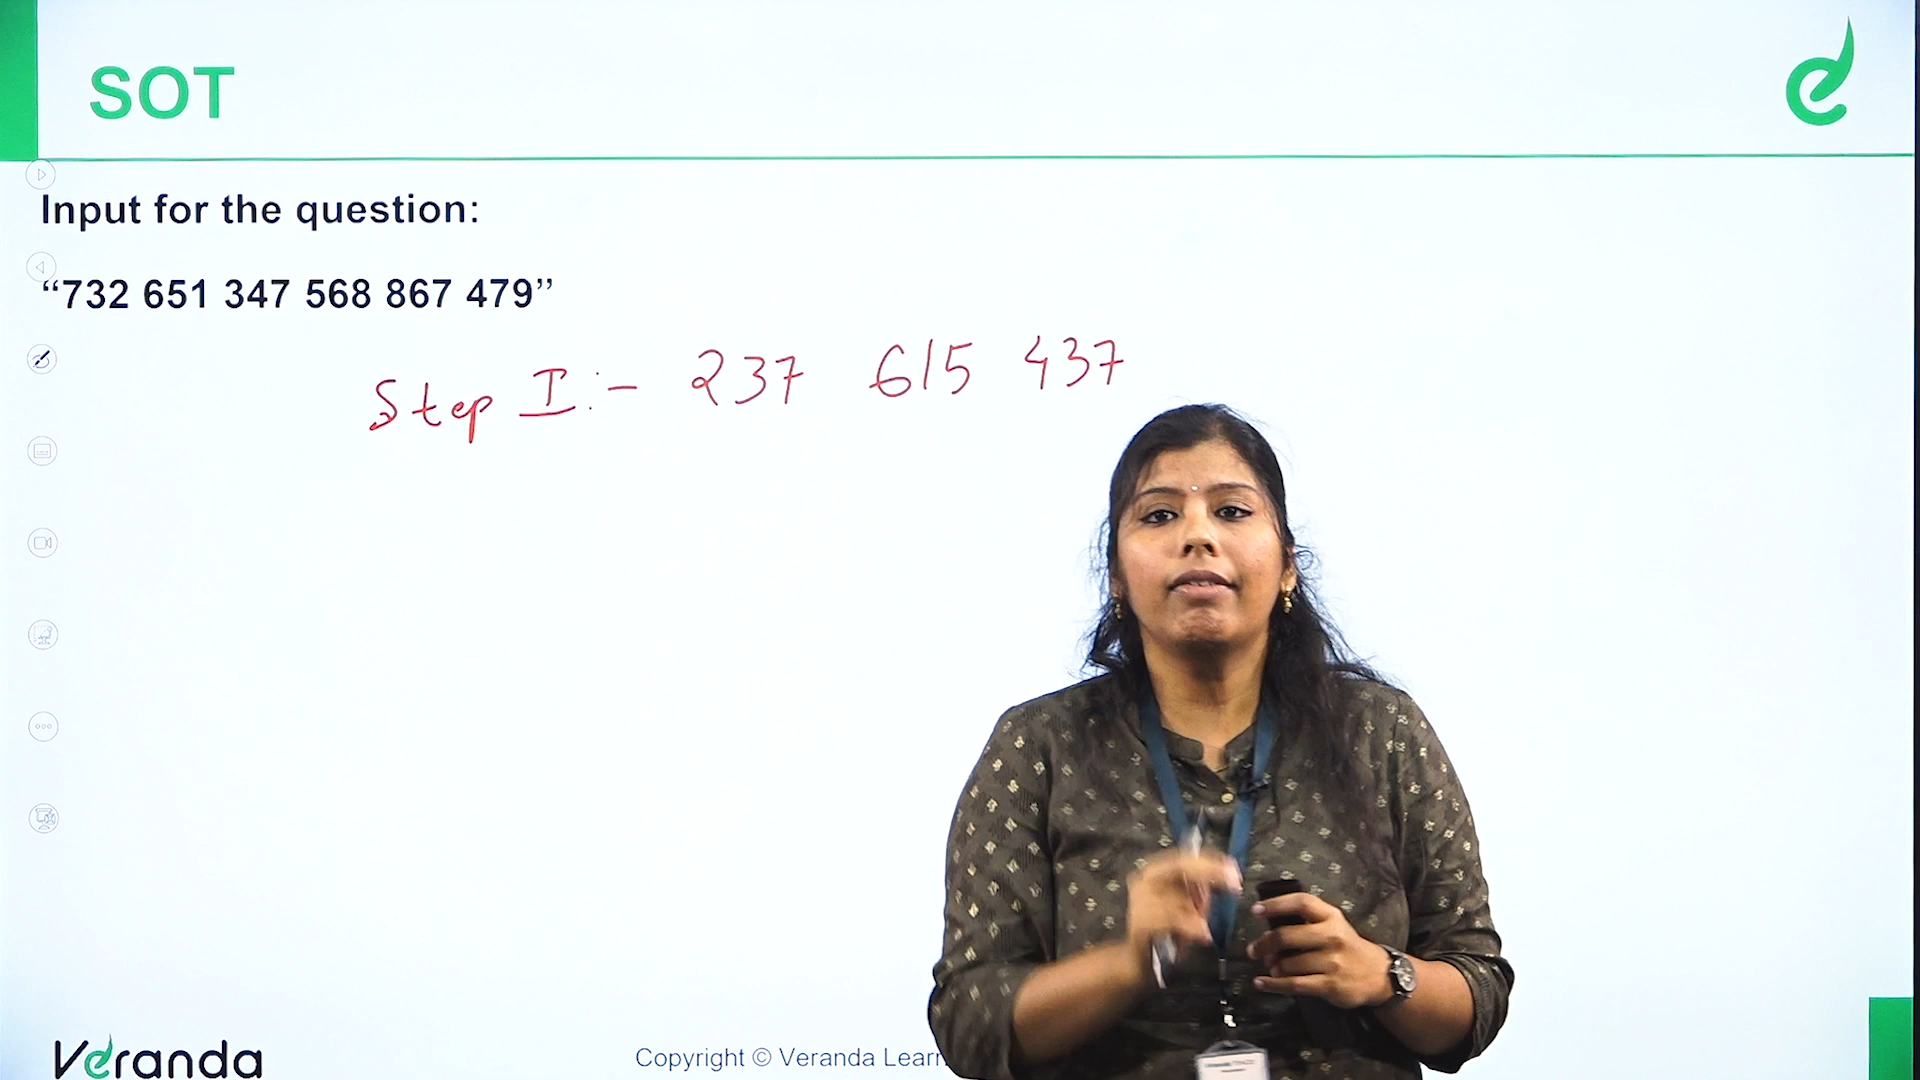 SOT
Input for the question:
“732 651 347 568 867 479”
Step I:- 237 615 437
Veranda
Copyright © Veranda Learn